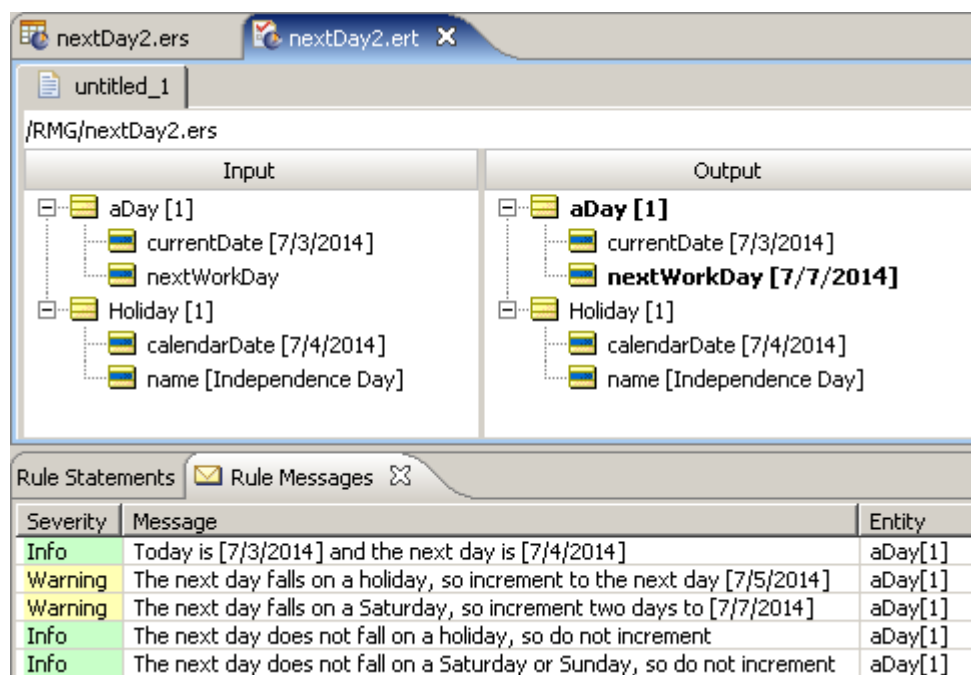 nextDay2.ers nextDay2.ert
untitled_1
/RMG/nextDay2.ers
Input Output
aDay [1] aDay [1]
currentDate [7/3/2014] currentDate [7/3/2014]
nextWorkDay nextWorkDay [7/7/2014]
Holiday [1] Holiday [1]
calendarDate [7/4/2014] calendarDate [7/4/2014]
name [Independence Day] name [Independence Day]
Rule Statements Rule Messages
Severity Message Entity
Info Today is [7/3/2014] and the next day is [7/4/2014] aDay[1]
Warning The next day falls on a holiday, so increment to the next day [7/5/2014] aDay[1]
Warning The next day falls on a Saturday, so increment two days to [7/7/2014] aDay[1]
Info The next day does not fall on a holiday, so do not increment aDay[1]
Info The next day does not fall on a Saturday or Sunday, so do not increment aDay[1]